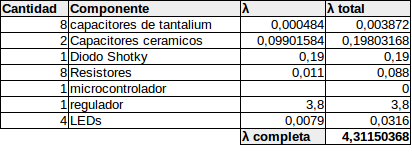 Cantidad Componente λ λ total
8 capacitores de tantalium 0,000484 0,003872
2 Capacitores ceramicos 0,09901584 0,19803168
1 Diodo Shotky 0,19 0,19
8 Resistores 0,011 0,088
1 microcontrolador 0
1 regulador 3,8 3,8
4 LEDs 0,0079 0,0316
λ completa 4,31150368